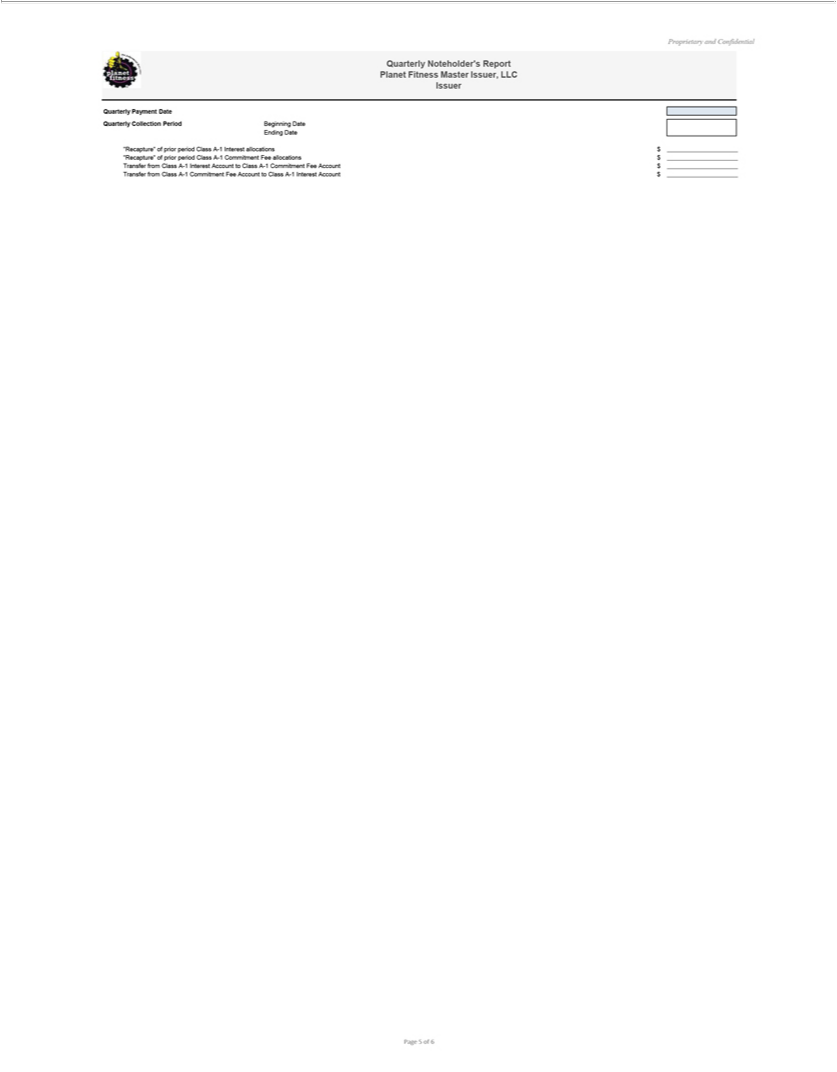 Proprietary and Confidential
planet
fitness
Quarterly Noteholder's Report
Planet Fitness Master Issuer, LLC
Issuer
Quarterly Payment Date
Quarterly Collection Period Beginning Date
Ending Date
"Recapture" of prior period Class A-1 Interest allocations $
"Recapture" of prior period Class A-1 Commitment Fee allocations $
Transfer from Class A-1 Interest Account to Class A-1 Commitment Fee Account $
Transfer from Class A-1 Commitment Fee Account to Class A-1 Interest Account $
Page 5 of 6